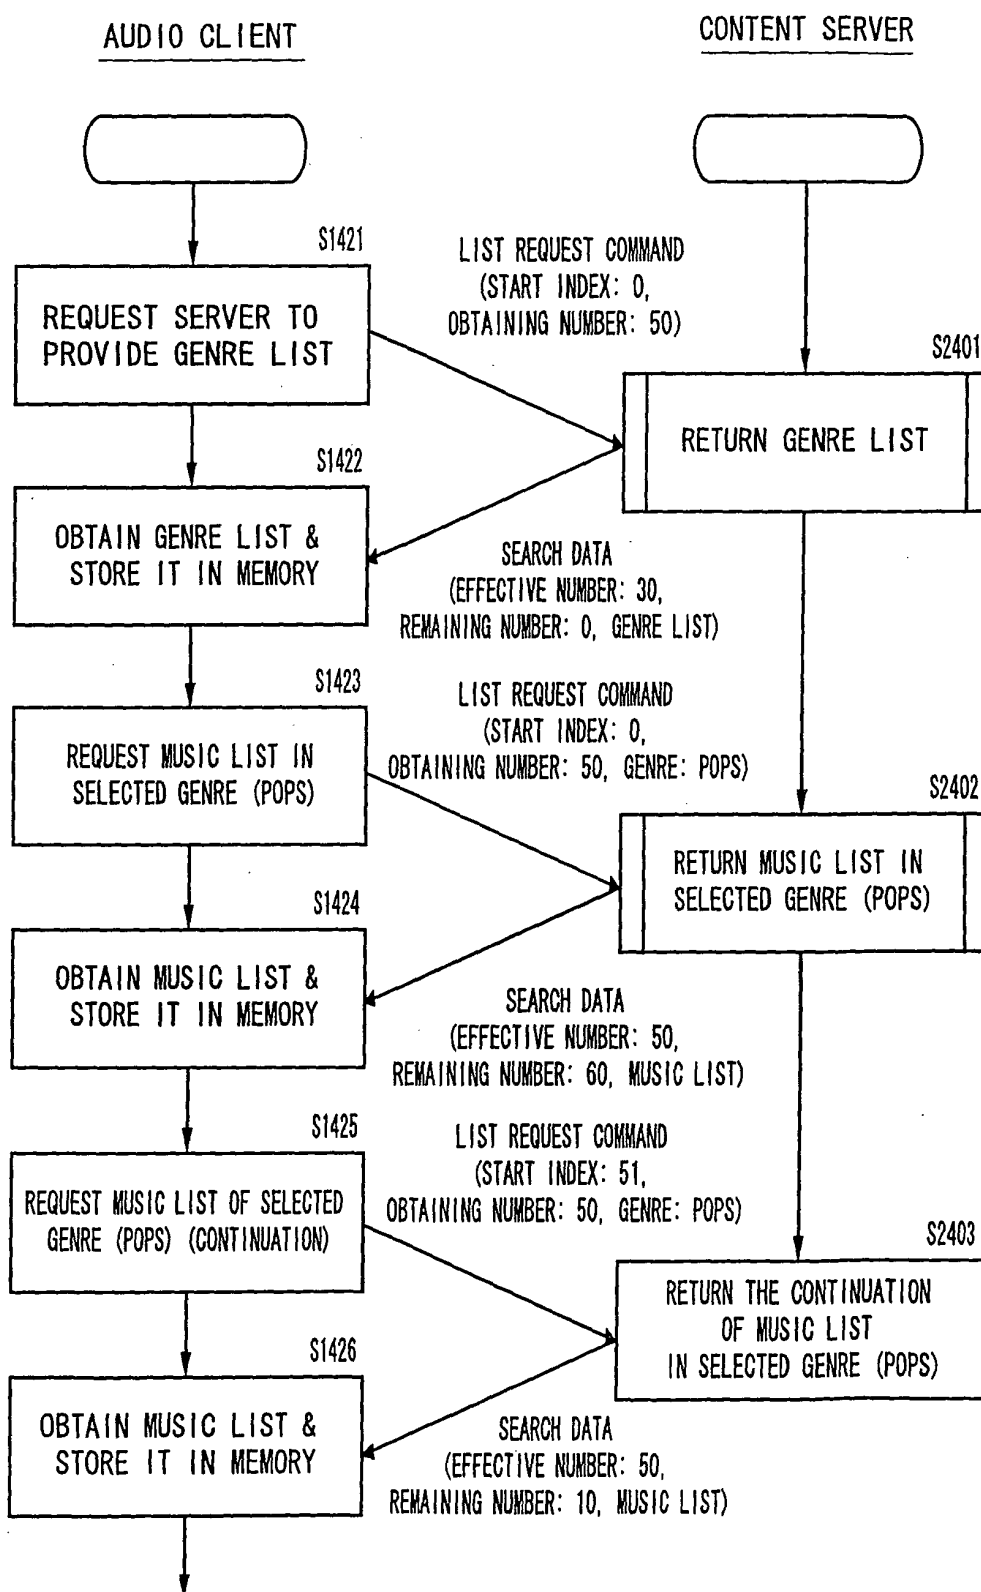 AUDIO CLIENT
CONTENT SERVER
S1421
REQUEST SERVER TO
PROVIDE GENRE LIST
LIST REQUEST COMMAND
(START INDEX: 0,
OBTAINING NUMBER: 50)
S2401
RETURN GENRE LIST
S1422
OBTAIN GENRE LIST &
STORE IT IN MEMORY
SEARCH DATA
(EFFECTIVE NUMBER: 30,
REMAINING NUMBER: 0, GENRE LIST)
S1423
REQUEST MUSIC LIST IN
SELECTED GENRE (POPS)
LIST REQUEST COMMAND
(START INDEX: 0,
OBTAINING NUMBER: 50, GENRE: POPS)
S2402
RETURN MUSIC LIST IN
SELECTED GENRE (POPS)
S1424
OBTAIN MUSIC LIST &
STORE IT IN MEMORY
SEARCH DATA
(EFFECTIVE NUMBER: 50,
REMAINING NUMBER: 60, MUSIC LIST)
S1425
REQUEST MUSIC LIST OF SELECTED
GENRE (POPS) (CONTINUATION)
LIST REQUEST COMMAND
(START INDEX: 51,
OBTAINING NUMBER: 50, GENRE: POPS)
S2403
RETURN THE CONTINUATION
OF MUSIC LIST
IN SELECTED GENRE (POPS)
S1426
OBTAIN MUSIC LIST &
STORE IT IN MEMORY
SEARCH DATA
(EFFECTIVE NUMBER: 50,
REMAINING NUMBER: 10, MUSIC LIST)